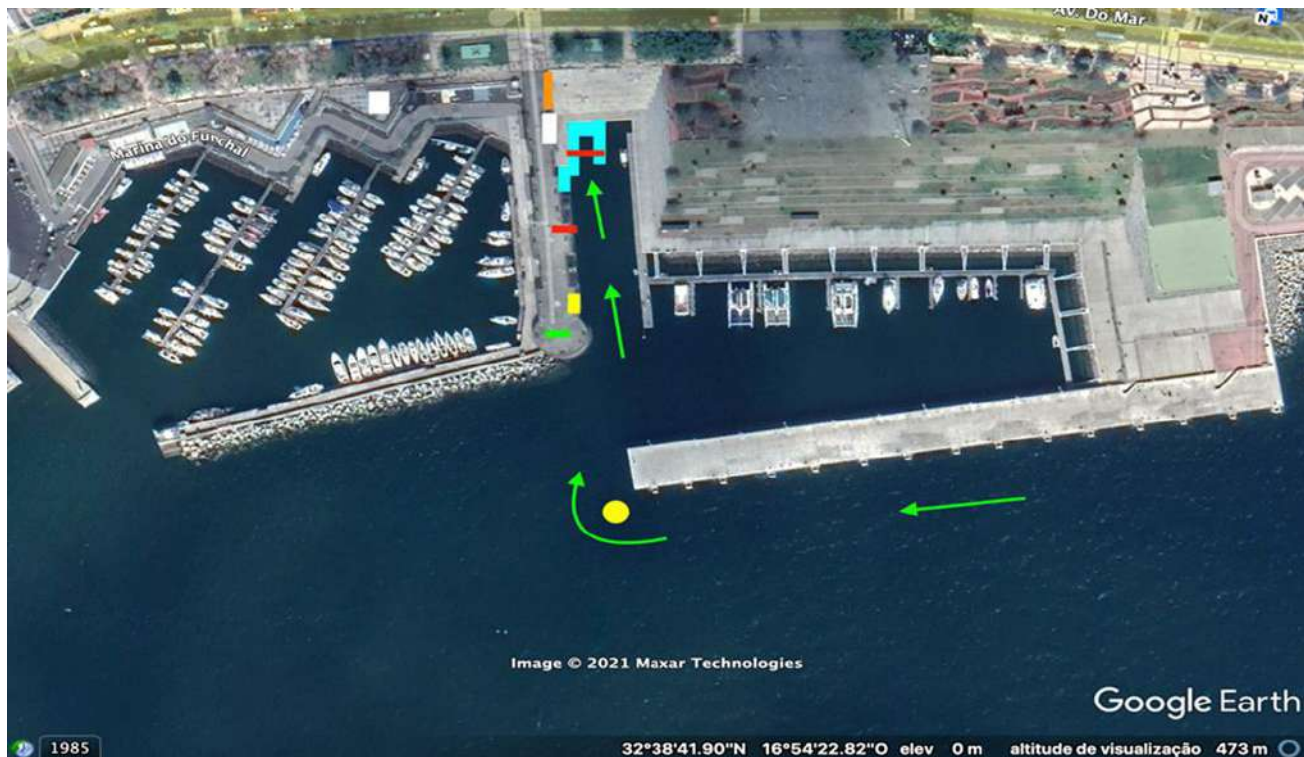 Av. Do Mar
N
Marina do Funchal
Image © 2021 Maxar Technologies
Google Earth
1985
32°38'41.90"N 16°54'22.82"O elev 0 m altitude de visualização 473 m